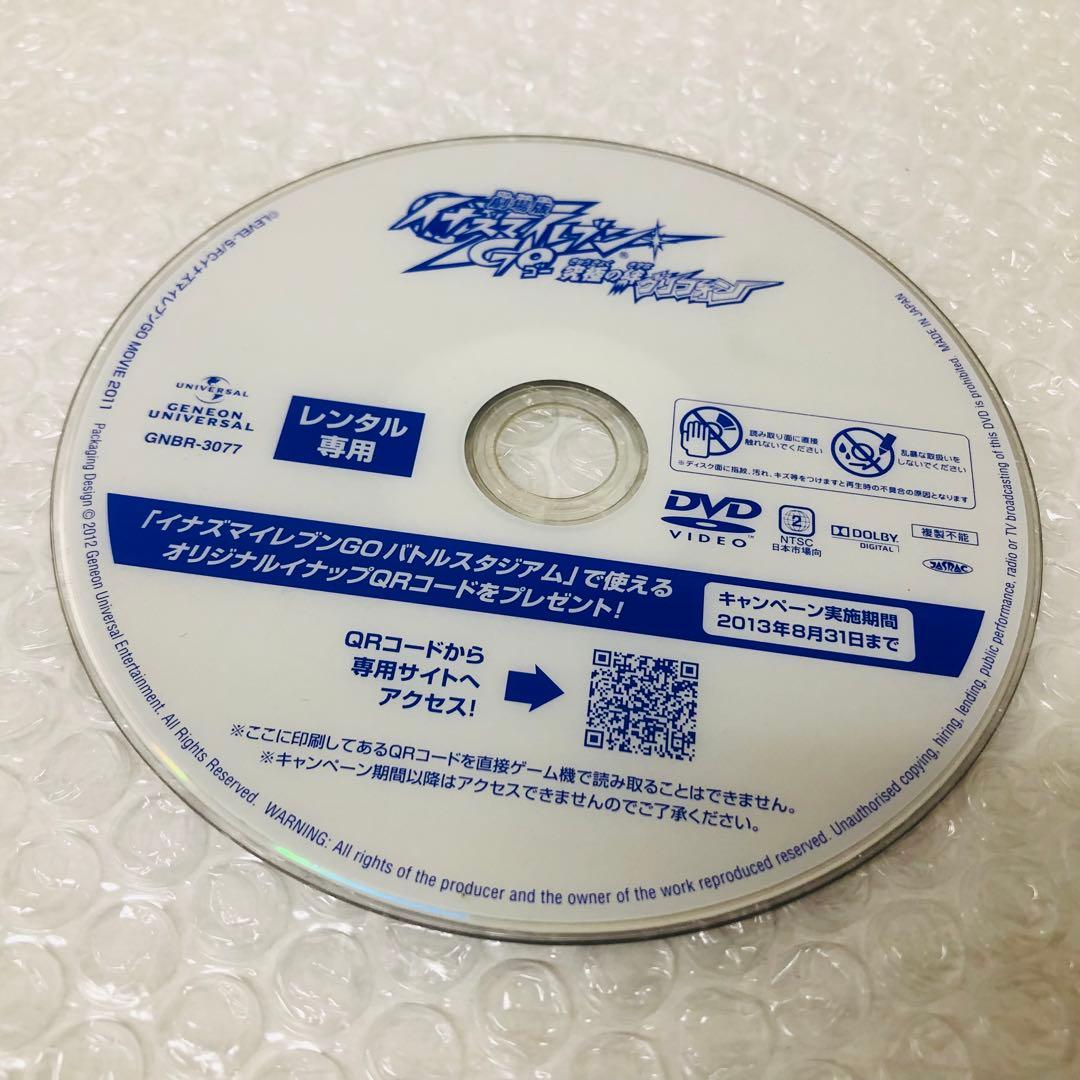 劇場版
イナズマイレブン
GO
ゴー
究極の絆 グリフォン
©LEVEL-5/FCイナズマイレブンGO MOVIE 2011 Packaging Design © 2012 Geneon Universal Entertainment. All Rights Reserved. WARNING: All rights of the producer and the owner of the work reproduced reserved. Unauthorised copying, hiring, lending, public performance, radio or TV broadcasting of this DVD is prohibited. MADE IN JAPAN
UNIVERSAL
GENEON
UNIVERSAL
GNBR-3077
レンタル
専用
読み取り面に直接
触れないでください
乱暴な取扱いを
しないでください
※ディスク面に指紋、汚れ、キズ等をつけますと再生時の不具合の原因となります
DVD
VIDEO™
2
NTSC
日本市場向
DOLBY
DIGITAL
複製不能
JASRAC
「イナズマイレブンGO バトルスタジアム」で使える
オリジナルイナップQRコードをプレゼント!
キャンペーン実施期間
2013年8月31日まで
QRコードから
専用サイトへ
アクセス!
※ここに印刷してあるQRコードを直接ゲーム機で読み取ることはできません。
※キャンペーン期間以降はアクセスできませんのでご了承ください。